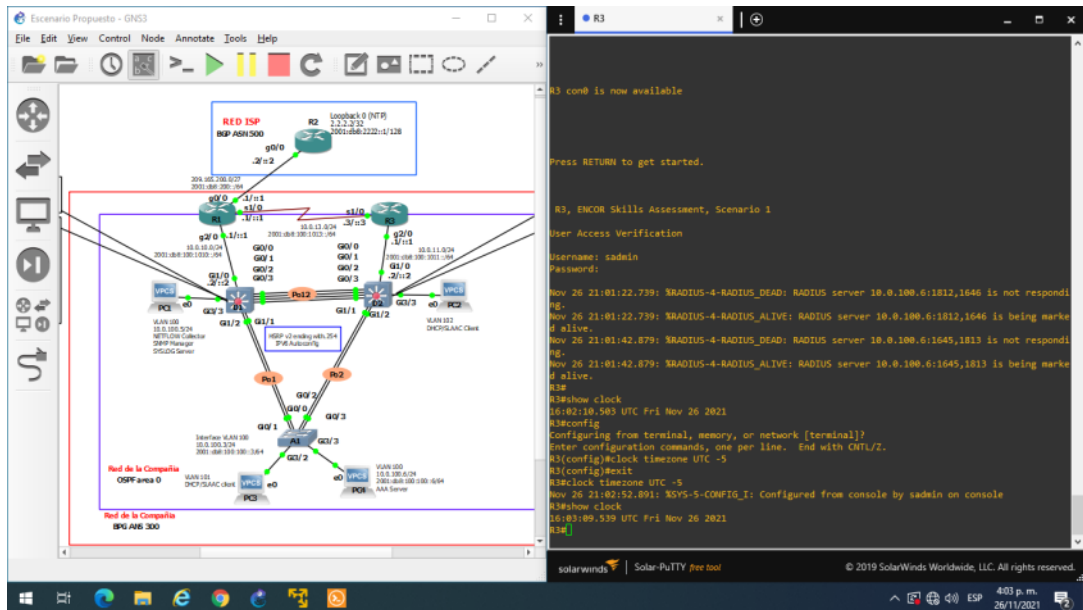 Escenario Propuesto - GNS3
File Edit View Control Node Annotate Tools Help
RED ISP
BGP ASN 500
R2
Loopback 0 (NTP)
2.2.2.2/32
2001:db8:2222::1/128
g0/0
.2/::2
209.165.200.0/27
2001:db8:200::/64
g0/0
.1/::1
s1/0
.1/::1
R1
s1/0
.3/::3
R3
10.0.13.0/24
2001:db8:100:1013::/64
g2/0
.1/::1
g2/0
.1/::1
10.0.10.0/24
2001:db8:100:1010::/64
10.0.11.0/24
2001:db8:100:1011::/64
G0/0
G0/1
G0/2
G0/3
G0/0
G0/1
G0/2
G0/3
G1/0
.2/::2
G1/0
.2/::2
VPCS
PC1
e0
G3/3
D1
Po12
D2
G3/3
e0
VPCS
PC2
VLAN 100
10.0.100.5/24
NETFLOW Collector
SNMP Manager
SYSLOG Server
G1/2
G1/1
G1/1
G1/2
VLAN 102
DHCP/SLAAC Client
HSRP v2 ending with .254
IPV6 Autoconfig
Po1
Po2
G0/2
G0/0
G0/3
G0/1
A1
G3/3
G3/2
Interface VLAN 100
10.0.100.3/24
2001:db8:100:100::3/64
Red de la Compañia
OSPF area 0
VLAN 101
DHCP/SLAAC client
VPCS
e0
PC3
e0
VPCS
PC4
VLAN 100
10.0.100.6/24
2001:db8:100:100::6/64
AAA Server
Red de la Compañia
BPG ANS 300
R3
R3 con0 is now available
Press RETURN to get started.
R3, ENCOR Skills Assessment, Scenario 1
User Access Verification
Username: sadmin
Password:
Nov 26 21:01:22.739: %RADIUS-4-RADIUS_DEAD: RADIUS server 10.0.100.6:1812,1646 is not respondi
ng.
Nov 26 21:01:22.739: %RADIUS-4-RADIUS_ALIVE: RADIUS server 10.0.100.6:1812,1646 is being marke
d alive.
Nov 26 21:01:42.879: %RADIUS-4-RADIUS_DEAD: RADIUS server 10.0.100.6:1645,1813 is not respondi
ng.
Nov 26 21:01:42.879: %RADIUS-4-RADIUS_ALIVE: RADIUS server 10.0.100.6:1645,1813 is being marke
d alive.
R3#
R3#show clock
16:02:10.503 UTC Fri Nov 26 2021
R3#config
Configuring from terminal, memory, or network [terminal]?
Enter configuration commands, one per line. End with CNTL/Z.
R3(config)#clock timezone UTC -5
R3(config)#exit
R3#clock timezone UTC -5
Nov 26 21:02:52.891: %SYS-5-CONFIG_I: Configured from console by sadmin on console
R3#show clock
16:03:09.539 UTC Fri Nov 26 2021
R3#
solarwinds Solar-PuTTY free tool
© 2019 SolarWinds Worldwide, LLC. All rights reserved.
ESP
4:03 p. m.
26/11/2021
2